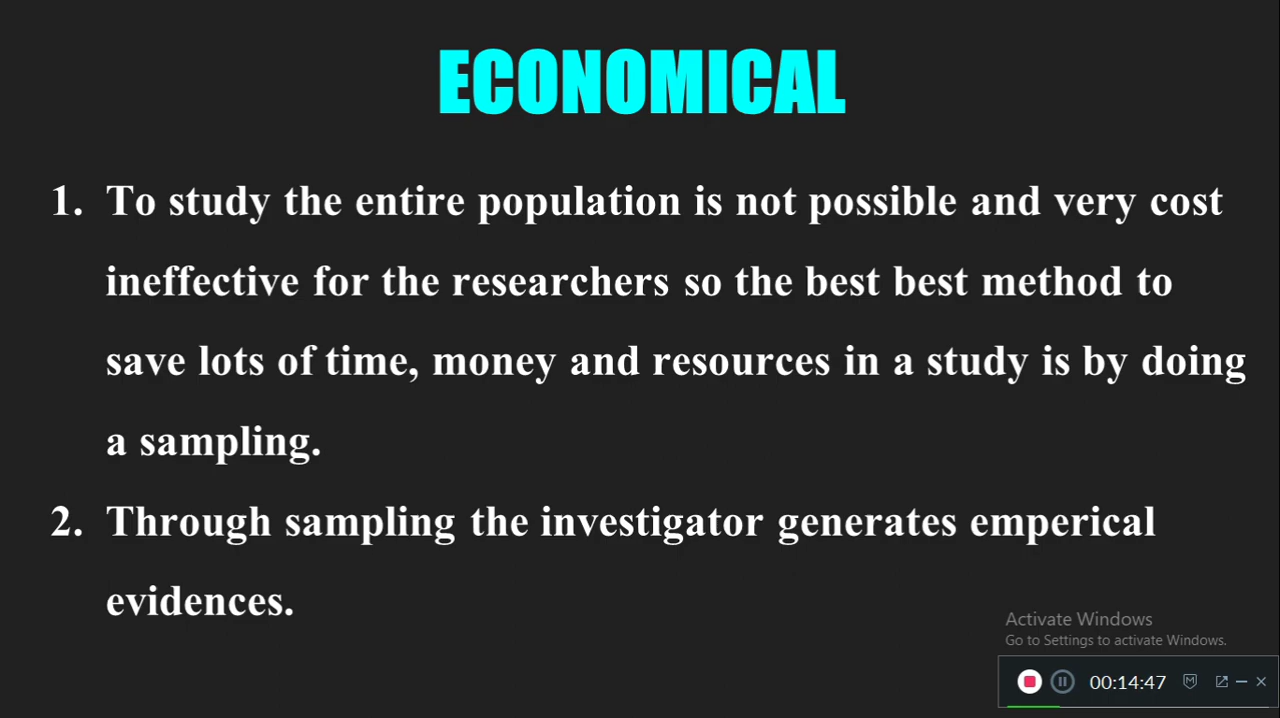 ECONOMICAL
1. To study the entire population is not possible and very cost
ineffective for the researchers so the best best method to
save lots of time, money and resources in a study is by doing
a sampling.
2. Through sampling the investigator generates emperical
evidences.
Activate Windows
Go to Settings to activate Windows.
00:14:47